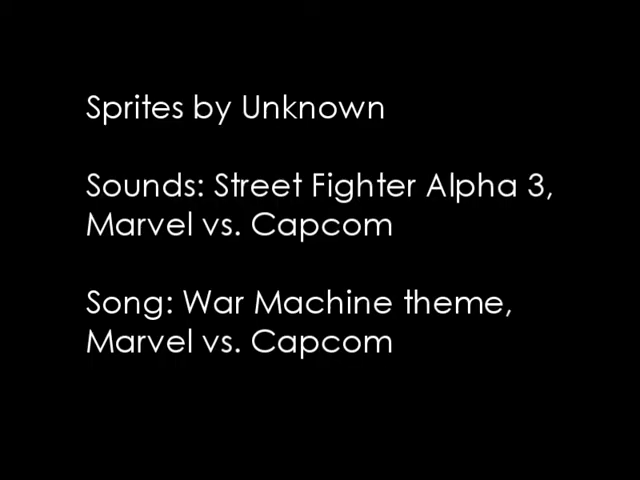 Sprites by Unknown
Sounds: Street Fighter Alpha 3,
Marvel vs. Capcom
Song: War Machine theme,
Marvel vs. Capcom